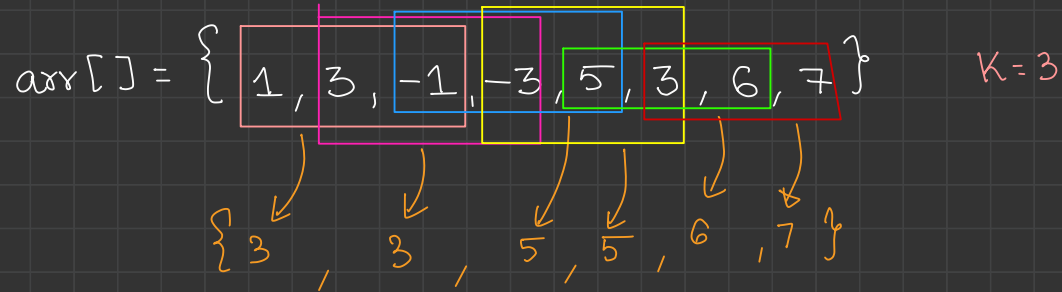 arr[] = { 1, 3, -1, -3, 5, 3, 6, 7 } K = 3
{ 3, 3, 5, 5, 6, 7 }